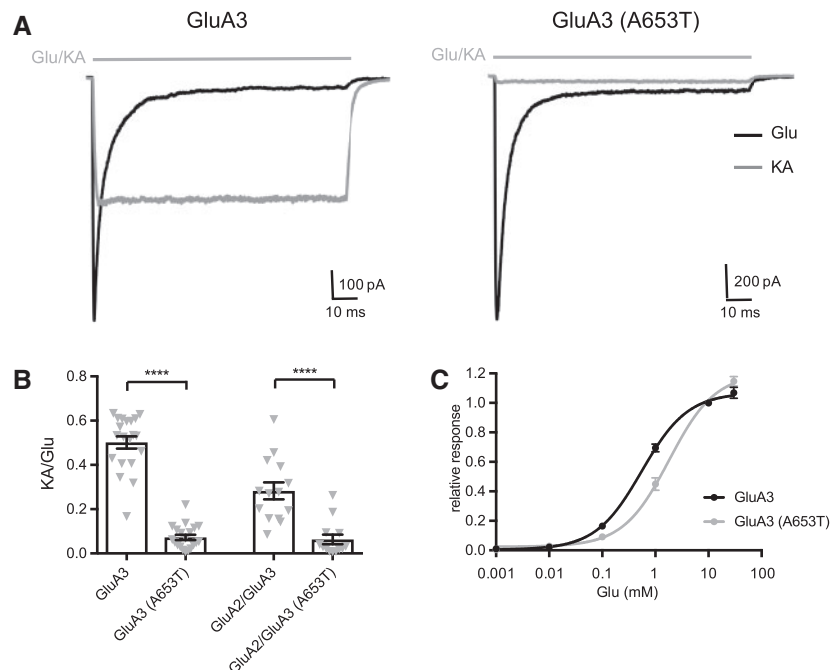 A
GluA3
GluA3 (A653T)
Glu/KA
Glu/KA
Glu
KA
100 pA
10 ms
200 pA
10 ms
B
KA/Glu
0.8
0.6
0.4
0.2
0.0
****
****
GluA3
GluA3 (A653T)
GluA2/GluA3
GluA2/GluA3 (A653T)
C
relative response
1.2
1.0
0.8
0.6
0.4
0.2
0.0
0.001 0.01 0.1 1 10 100
Glu (mM)
GluA3
GluA3 (A653T)